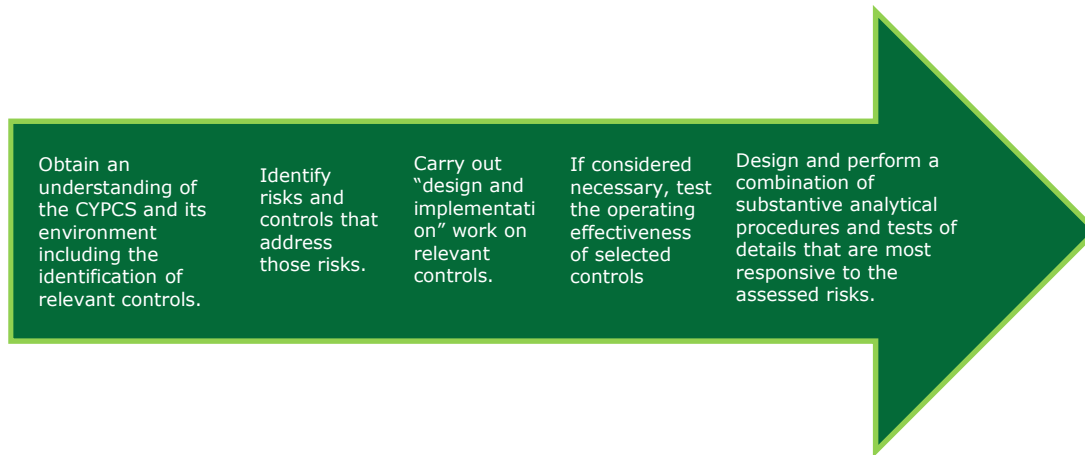 Obtain an
understanding of
the CYPCS and its
environment
including the
identification of
relevant controls.
Identify
risks and
controls that
address
those risks.
Carry out
“design and
implementati
on” work on
relevant
controls.
If considered
necessary, test
the operating
effectiveness
of selected
controls
Design and perform a
combination of
substantive analytical
procedures and tests of
details that are most
responsive to the
assessed risks.